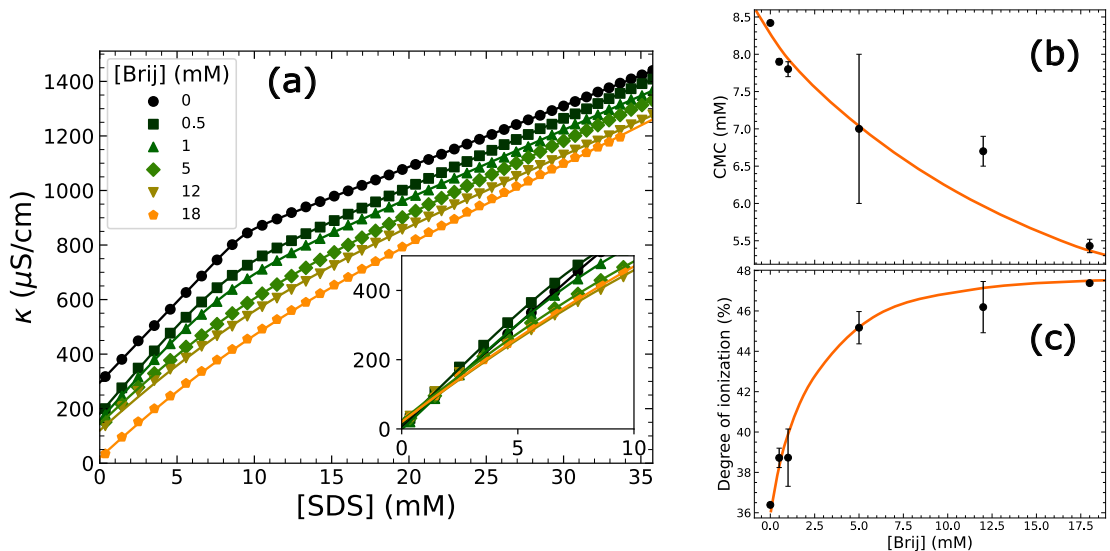 (a)
[Brij] (mM)
0
0.5
1
5
12
18
κ (μS/cm)
1400
1200
1000
800
600
400
200
0
0 5 10 15 20 25 30 35
[SDS] (mM)
400
200
0
0 5 10
(b)
CMC (mM)
8.5
8.0
7.5
7.0
6.5
6.0
5.5
(c)
Degree of ionization (%)
48
46
44
42
40
38
36
0.0 2.5 5.0 7.5 10.0 12.5 15.0 17.5
[Brij] (mM)